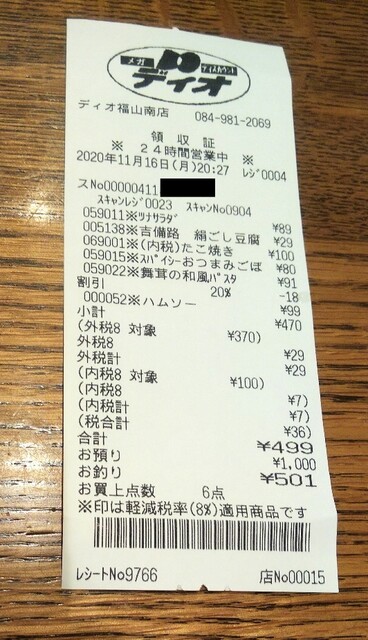 メガ ディスカウント
ディオ
ディオ福山南店 084-981-2069
領収証
※ 24時間営業中 ※
2020年11月16日(月)20:27 ﾚｼﾞ0004
スNo00000411
ｽｷｬﾝﾚｼﾞ0023 ｽｷｬﾝNo0904
059011※ﾂﾅｻﾗﾀﾞ ¥89
005138※吉備路 絹ごし豆腐 ¥29
069001※(内税)たこ焼き ¥100
059015※ｽﾊﾟｲｼｰおつまみごぼ ¥80
059022※舞茸の和風ﾊﾟｽﾀ ¥91
割引 20% -18
000052※ハムソー ¥99
小計 ¥470
(外税8 対象 ¥370)
外税8 ¥29
外税計 ¥29
(内税8 対象 ¥100)
(内税8 ¥7)
(内税計 ¥7)
(税合計 ¥36)
合計 ¥499
お預り ¥1,000
お釣り ¥501
お買上点数 6点
※印は軽減税率(8%)適用商品です
ﾚｼｰﾄNo9766 店No00015